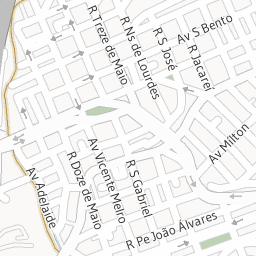 R Treze de Maio
R Ns de Lourdes
R S José
Av S Bento
R Jacareí
Av Milton
Av Adelaide
R Doze de Maio
Av Vicente Melro
R S Gabriel
R Pe João Álvares